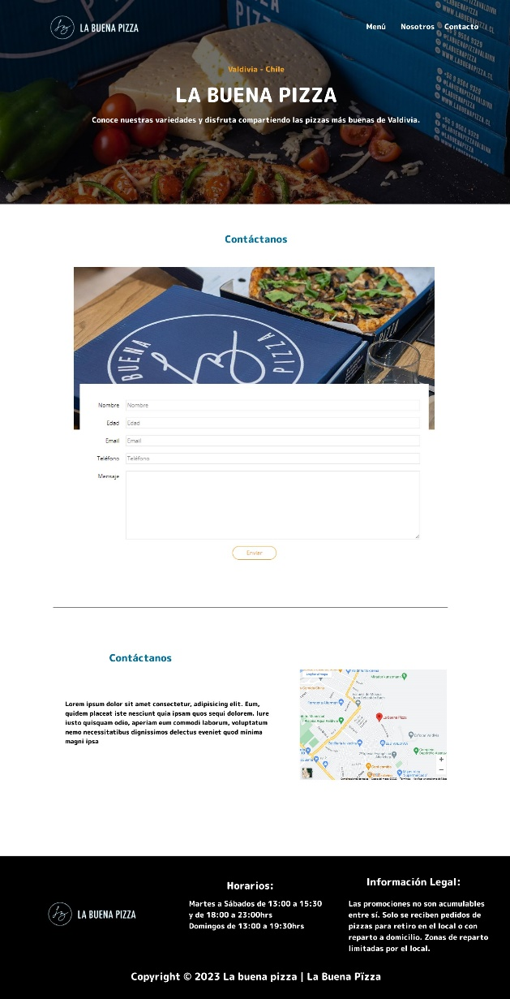 LA BUENA PIZZA
Menú Nosotros Contacto
Valdivia - Chile
LA BUENA PIZZA
Conoce nuestras variedades y disfruta compartiendo las pizzas más buenas de Valdivia.
Contáctanos
BUENA PIZZA
Nombre Nombre
Edad Edad
Email Email
Teléfono Teléfono
Mensaje
Enviar
Contáctanos
Lorem ipsum dolor sit amet consectetur, adipisicing elit. Eum,
quidem placeat iste nesciunt quia ipsam quos sequi dolorem. Iure
iusto quisquam odio, aperiam eum commodi laborum, voluptatum
nemo necessitatibus dignissimos delectus eveniet quod minima
magni ipsa
La Buena Pizza
LA BUENA PIZZA
Horarios:
Martes a Sábados de 13:00 a 15:30
y de 18:00 a 23:00hrs
Domingos de 13:00 a 19:30hrs
Información Legal:
Las promociones no son acumulables
entre sí. Solo se reciben pedidos de
pizzas para retiro en el local o con
reparto a domicilio. Zonas de reparto
limitadas por el local.
Copyright © 2023 La buena pizza | La Buena Pïzza